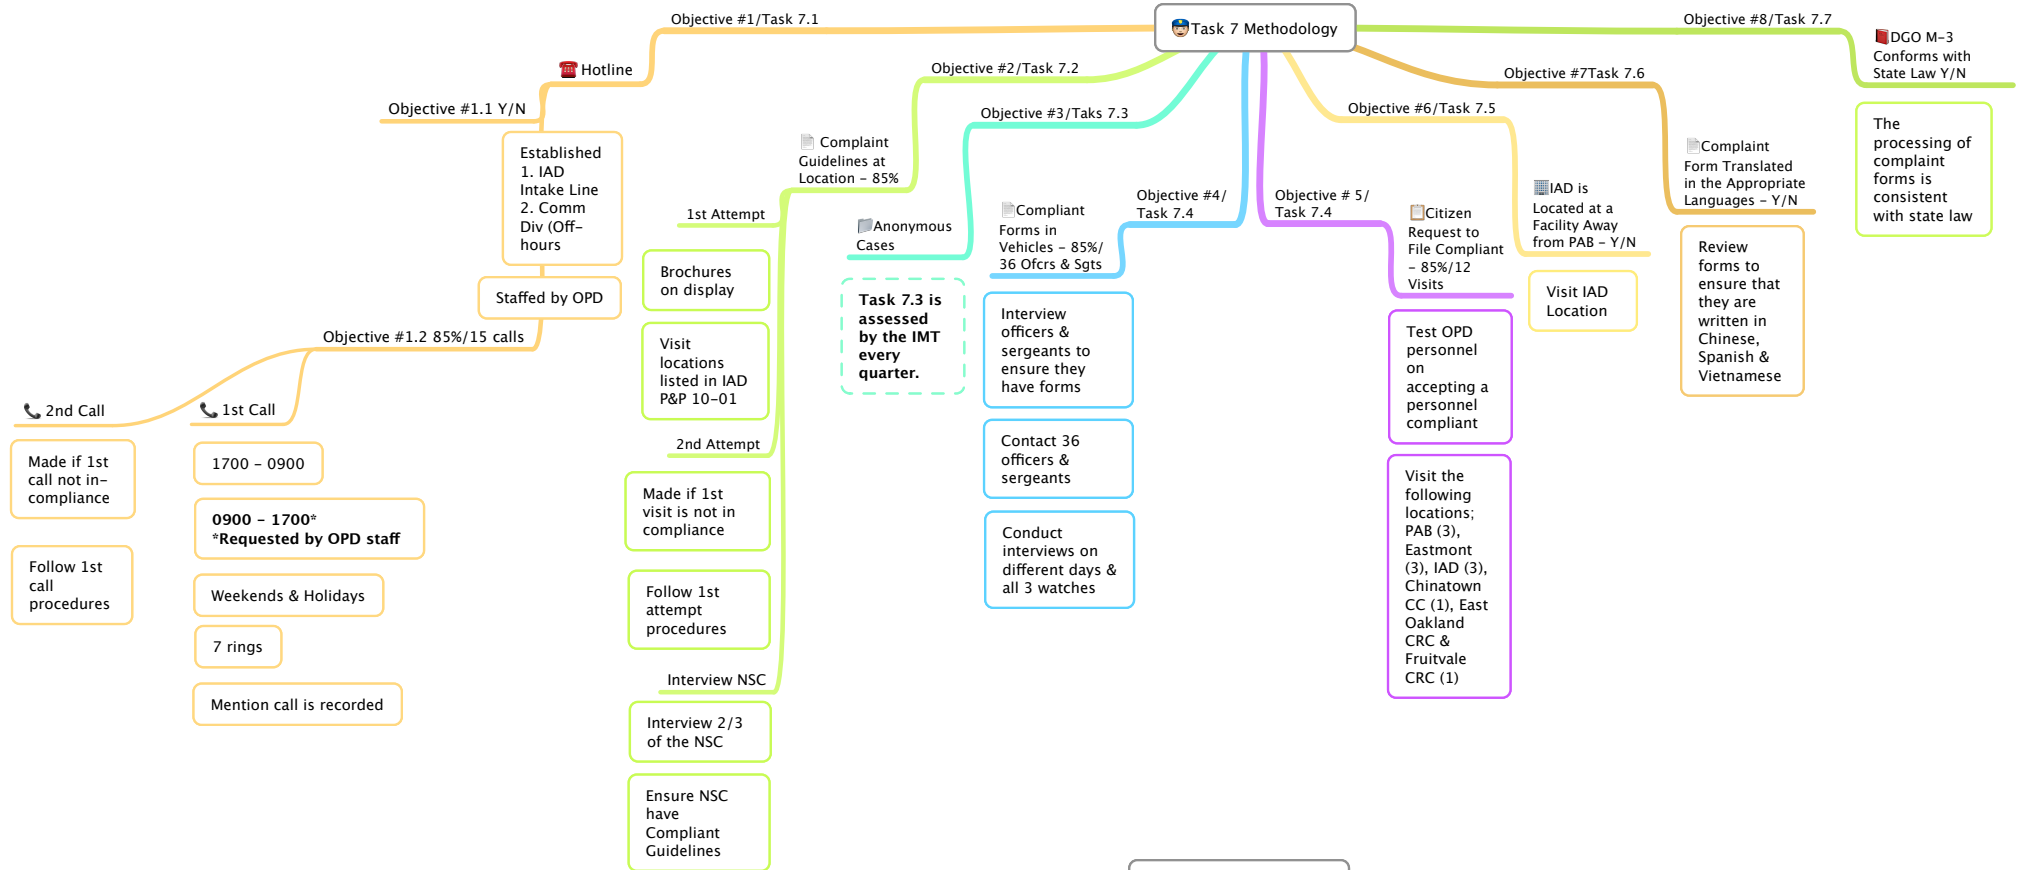 Task 7 Methodology
Objective #1/Task 7.1
Hotline
Objective #1.1 Y/N
Established
1. IAD
Intake Line
2. Comm
Div (Off-
hours
Staffed by OPD
Objective #1.2 85%/15 calls
2nd Call
Made if 1st
call not in-
compliance
Follow 1st
call
procedures
1st Call
1700 - 0900
0900 - 1700*
*Requested by OPD staff
Weekends & Holidays
7 rings
Mention call is recorded
Objective #2/Task 7.2
Complaint
Guidelines at
Location - 85%
1st Attempt
Brochures
on display
Visit
locations
listed in IAD
P&P 10-01
2nd Attempt
Made if 1st
visit is not in
compliance
Follow 1st
attempt
procedures
Interview NSC
Interview 2/3
of the NSC
Ensure NSC
have
Compliant
Guidelines
Objective #3/Taks 7.3
Anonymous
Cases
Task 7.3 is
assessed
by the IMT
every
quarter.
Objective #4/
Task 7.4
Compliant
Forms in
Vehicles - 85%/
36 Ofcrs & Sgts
Interview
officers &
sergeants to
ensure they
have forms
Contact 36
officers &
sergeants
Conduct
interviews on
different days &
all 3 watches
Objective # 5/
Task 7.4
Citizen
Request to
File Compliant
- 85%/12
Visits
Test OPD
personnel
on
accepting a
personnel
compliant
Visit the
following
locations;
PAB (3),
Eastmont
(3), IAD (3),
Chinatown
CC (1), East
Oakland
CRC &
Fruitvale
CRC (1)
Objective #6/Task 7.5
IAD is
Located at a
Facility Away
from PAB - Y/N
Visit IAD
Location
Objective #7Task 7.6
Complaint
Form Translated
in the Appropriate
Languages - Y/N
Review
forms to
ensure that
they are
written in
Chinese,
Spanish &
Vietnamese
Objective #8/Task 7.7
DGO M-3
Conforms with
State Law Y/N
The
processing of
complaint
forms is
consistent
with state law